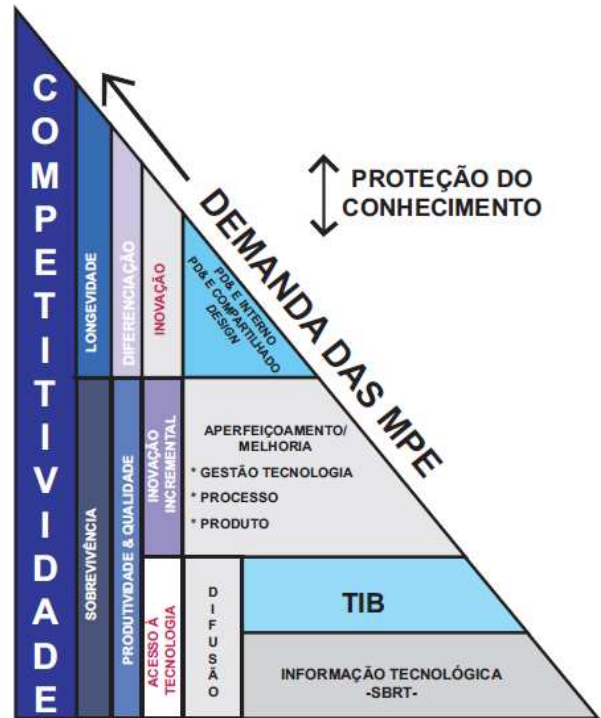 COMPETITIVIDADE
LONGEVIDADE
DIFERENCIAÇÃO
INOVAÇÃO
PD& E INTERNO
PD& E COMPARTILHADO
DESIGN
DEMANDA DAS MPE
PROTEÇÃO DO
CONHECIMENTO
SOBREVIVÊNCIA
PRODUTIVIDADE & QUALIDADE
INOVAÇÃO
INCREMENTAL
APERFEIÇOAMENTO/
MELHORIA
* GESTÃO TECNOLOGIA
* PROCESSO
* PRODUTO
ACESSO À
TECNOLOGIA
DIFUSÃO
TIB
INFORMAÇÃO TECNOLÓGICA
-SBRT-